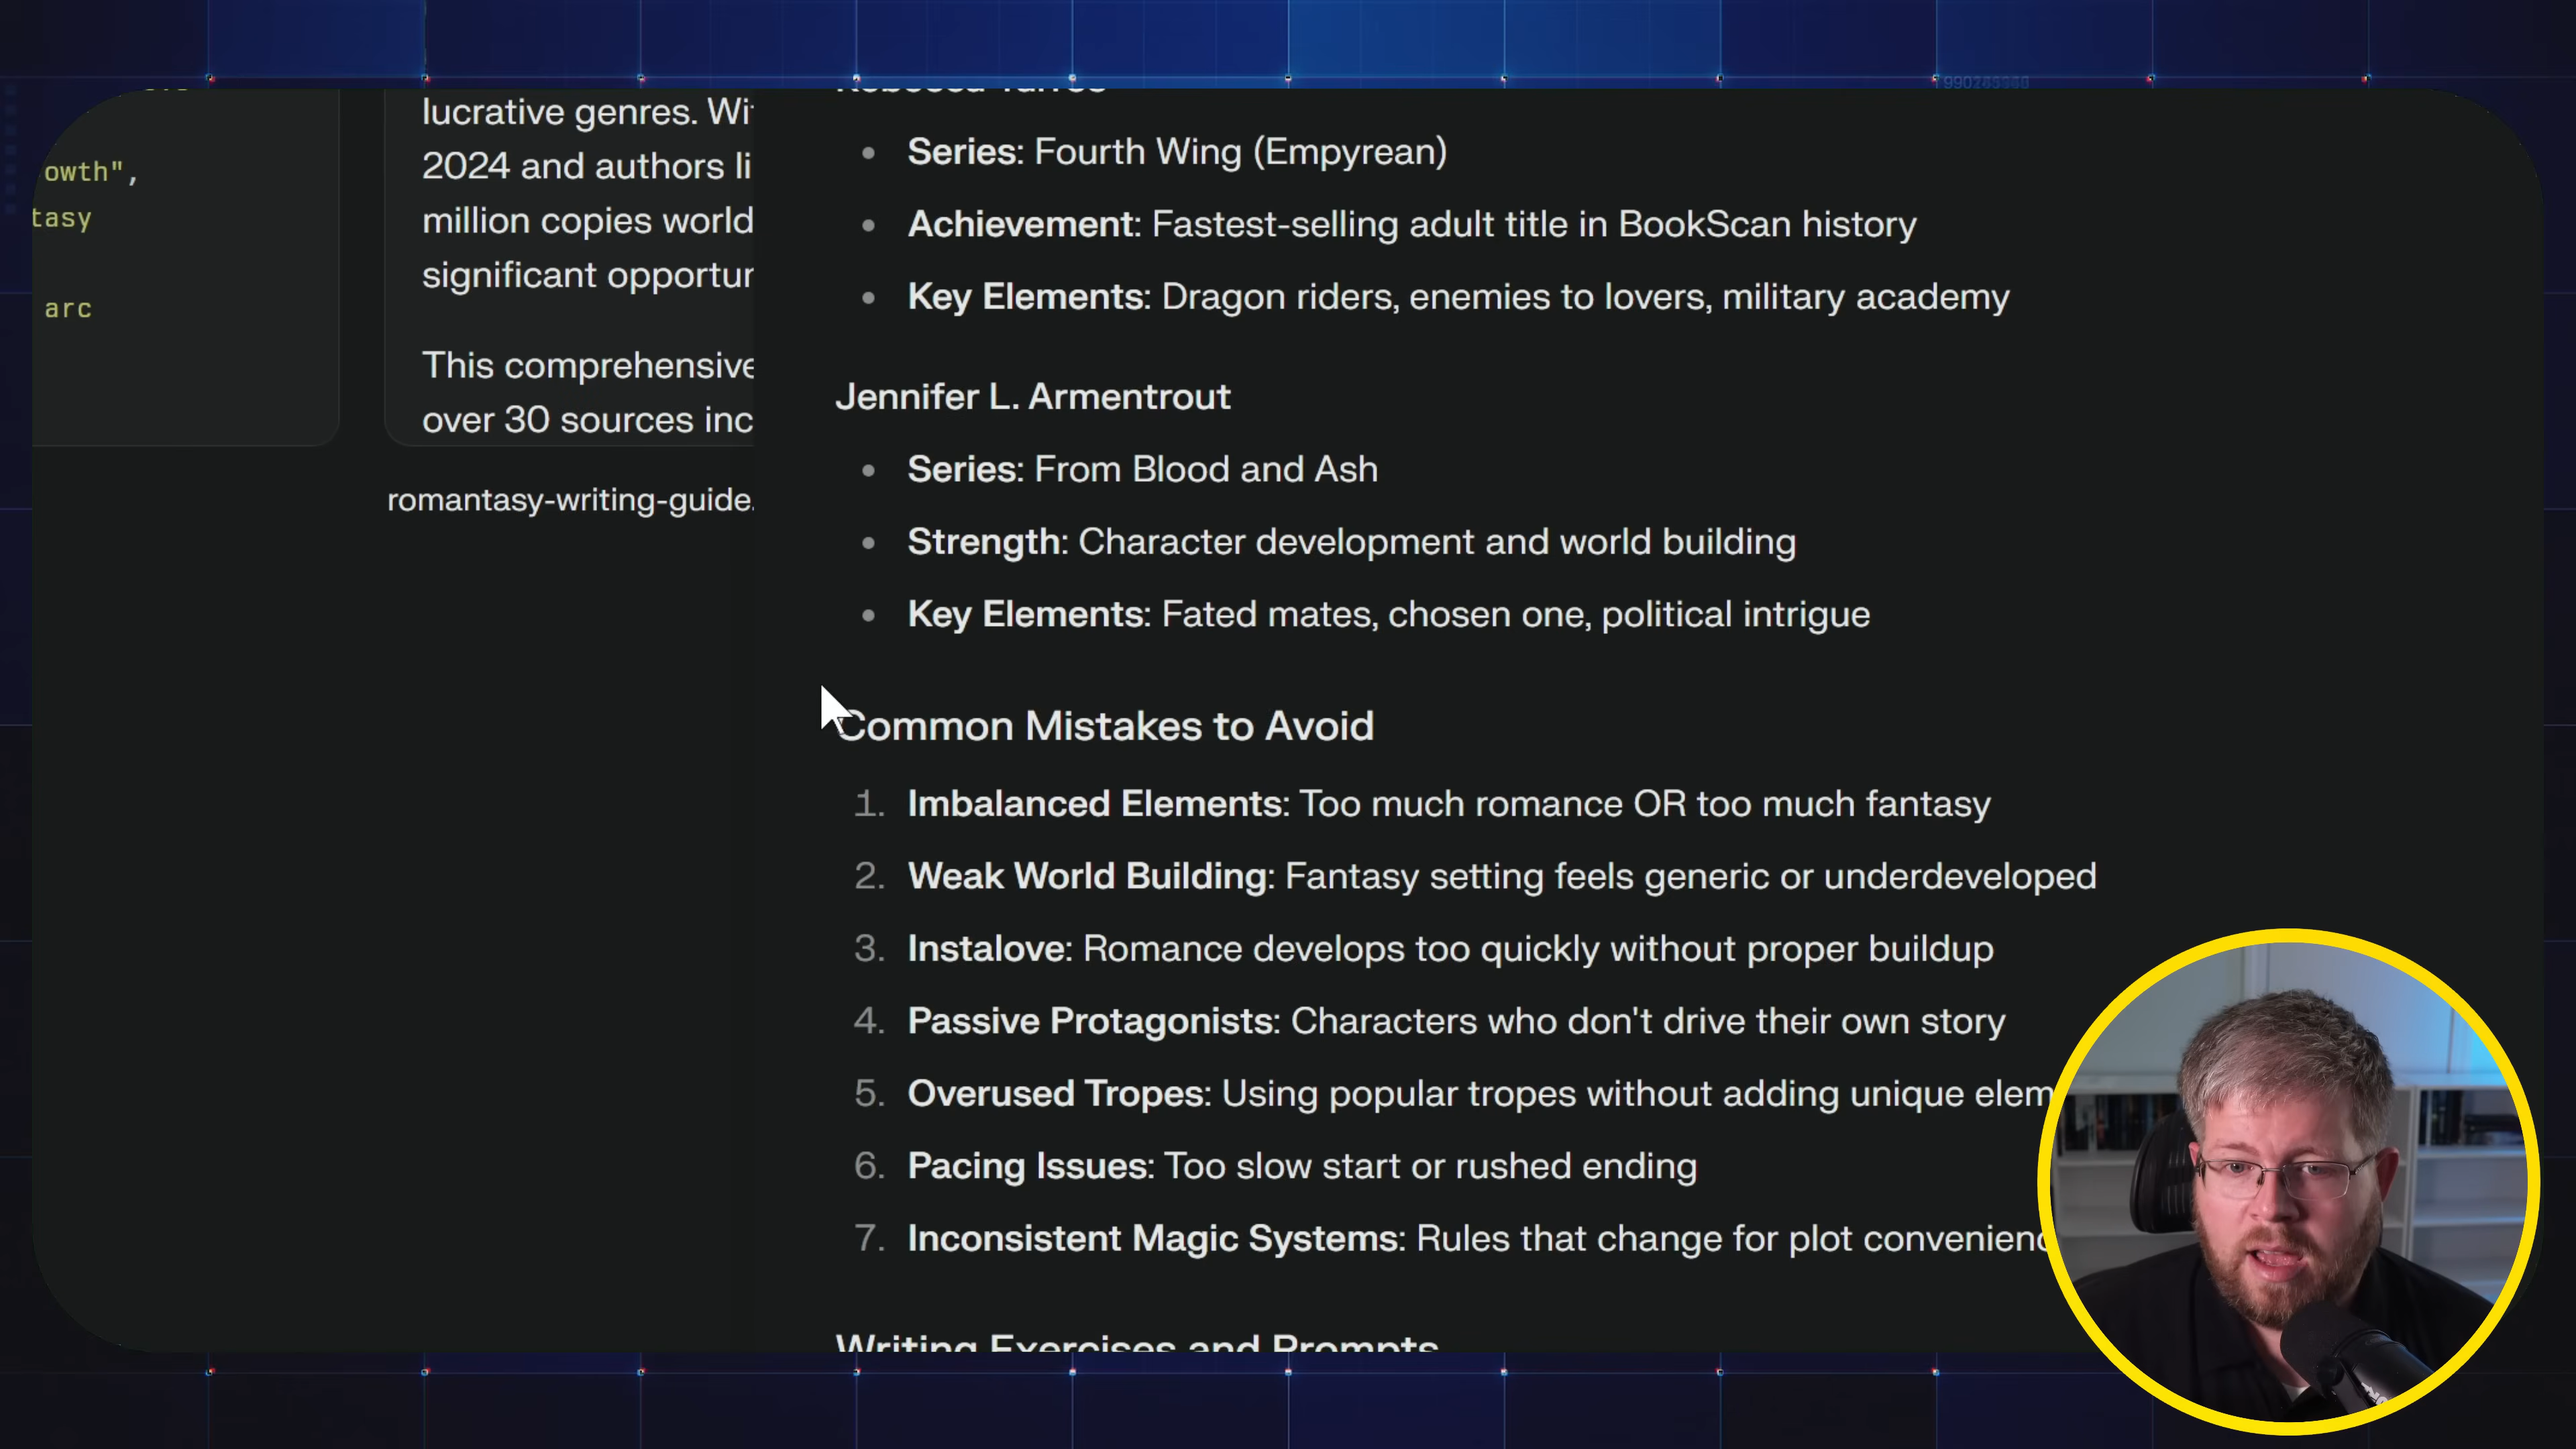 990265360
owth",
tasy
arc
lucrative genres. Wi
2024 and authors li
million copies world
significant opportur
This comprehensive
over 30 sources inc
romantasy-writing-guide.
Series: Fourth Wing (Empyrean)
Achievement: Fastest-selling adult title in BookScan history
Key Elements: Dragon riders, enemies to lovers, military academy
Jennifer L. Armentrout
Series: From Blood and Ash
Strength: Character development and world building
Key Elements: Fated mates, chosen one, political intrigue
Common Mistakes to Avoid
1. Imbalanced Elements: Too much romance OR too much fantasy
2. Weak World Building: Fantasy setting feels generic or underdeveloped
3. Instalove: Romance develops too quickly without proper buildup
4. Passive Protagonists: Characters who don't drive their own story
5. Overused Tropes: Using popular tropes without adding unique elem
6. Pacing Issues: Too slow start or rushed ending
7. Inconsistent Magic Systems: Rules that change for plot convenienc
Writing Exercises and Prompts